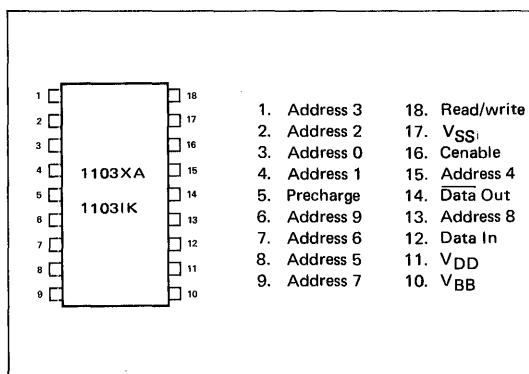 1 18
2 17
3 16
4 15
5 14
6 13
7 12
8 11
9 10
1103XA
1103IK
1. Address 3
2. Address 2
3. Address 0
4. Address 1
5. Precharge
6. Address 9
7. Address 6
8. Address 5
9. Address 7
18. Read/write
17. VSS
16. Cenable
15. Address 4
14. Data Out
13. Address 8
12. Data In
11. VDD
10. VBB